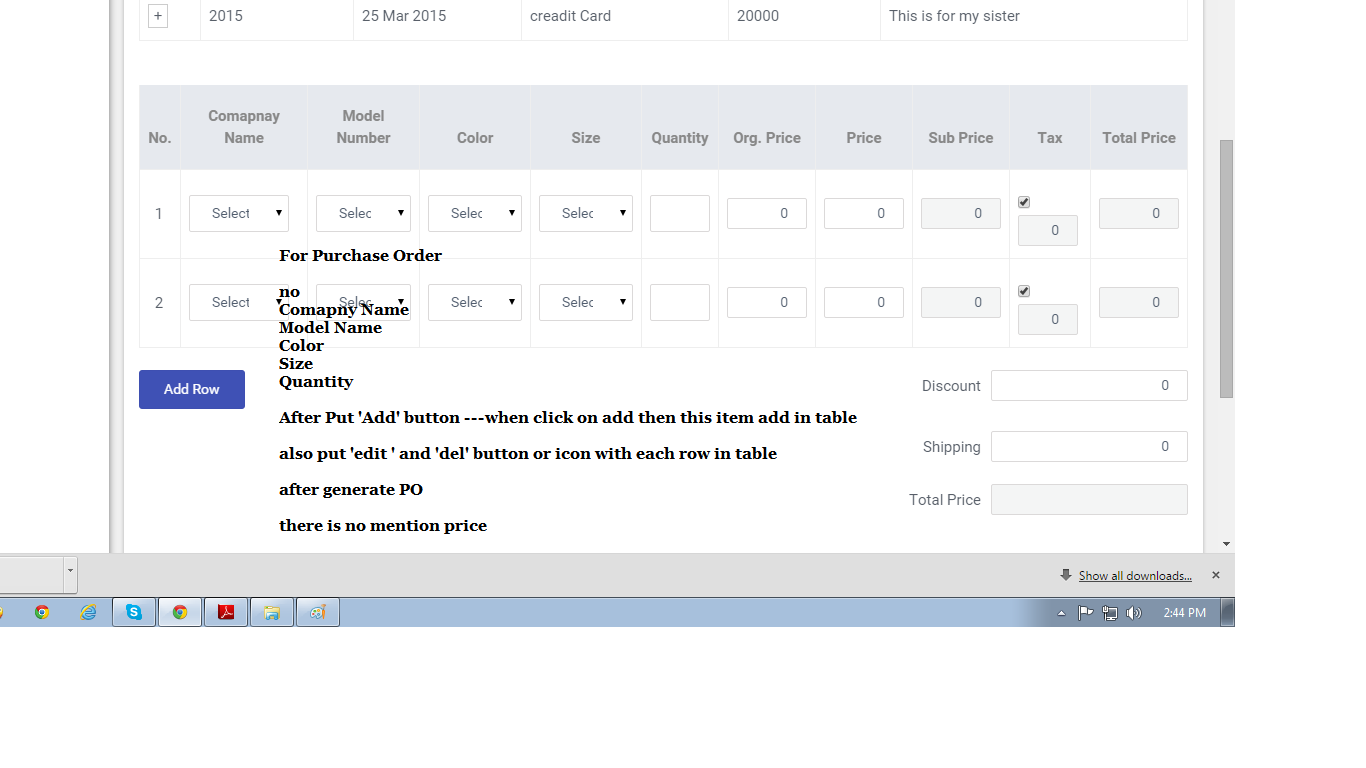 + 2015 25 Mar 2015 creadit Card 20000 This is for my sister
No. Comapnay Name Model Number Color Size Quantity Org. Price Price Sub Price Tax Total Price
1 Select Selec Selec Selec 0 0 0 0 0
For Purchase Order
2 Select Selec Selec Selec 0 0 0 0 0
no
Comapny Name
Model Name
Color
Size
Quantity
Add Row
Discount 0
After Put 'Add' button ---when click on add then this item add in table
Shipping 0
also put 'edit ' and 'del' button or icon with each row in table
after generate PO
Total Price
there is no mention price
Show all downloads...
2:44 PM